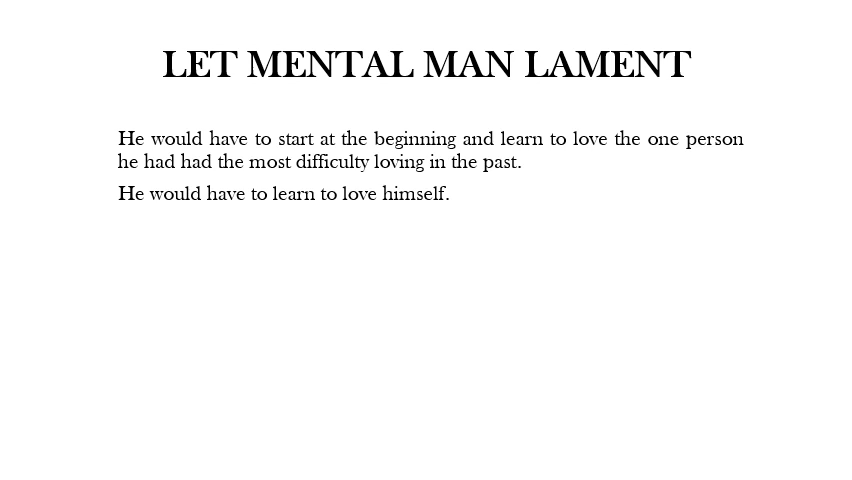 LET MENTAL MAN LAMENT
He would have to start at the beginning and learn to love the one person
he had had the most difficulty loving in the past.
He would have to learn to love himself.